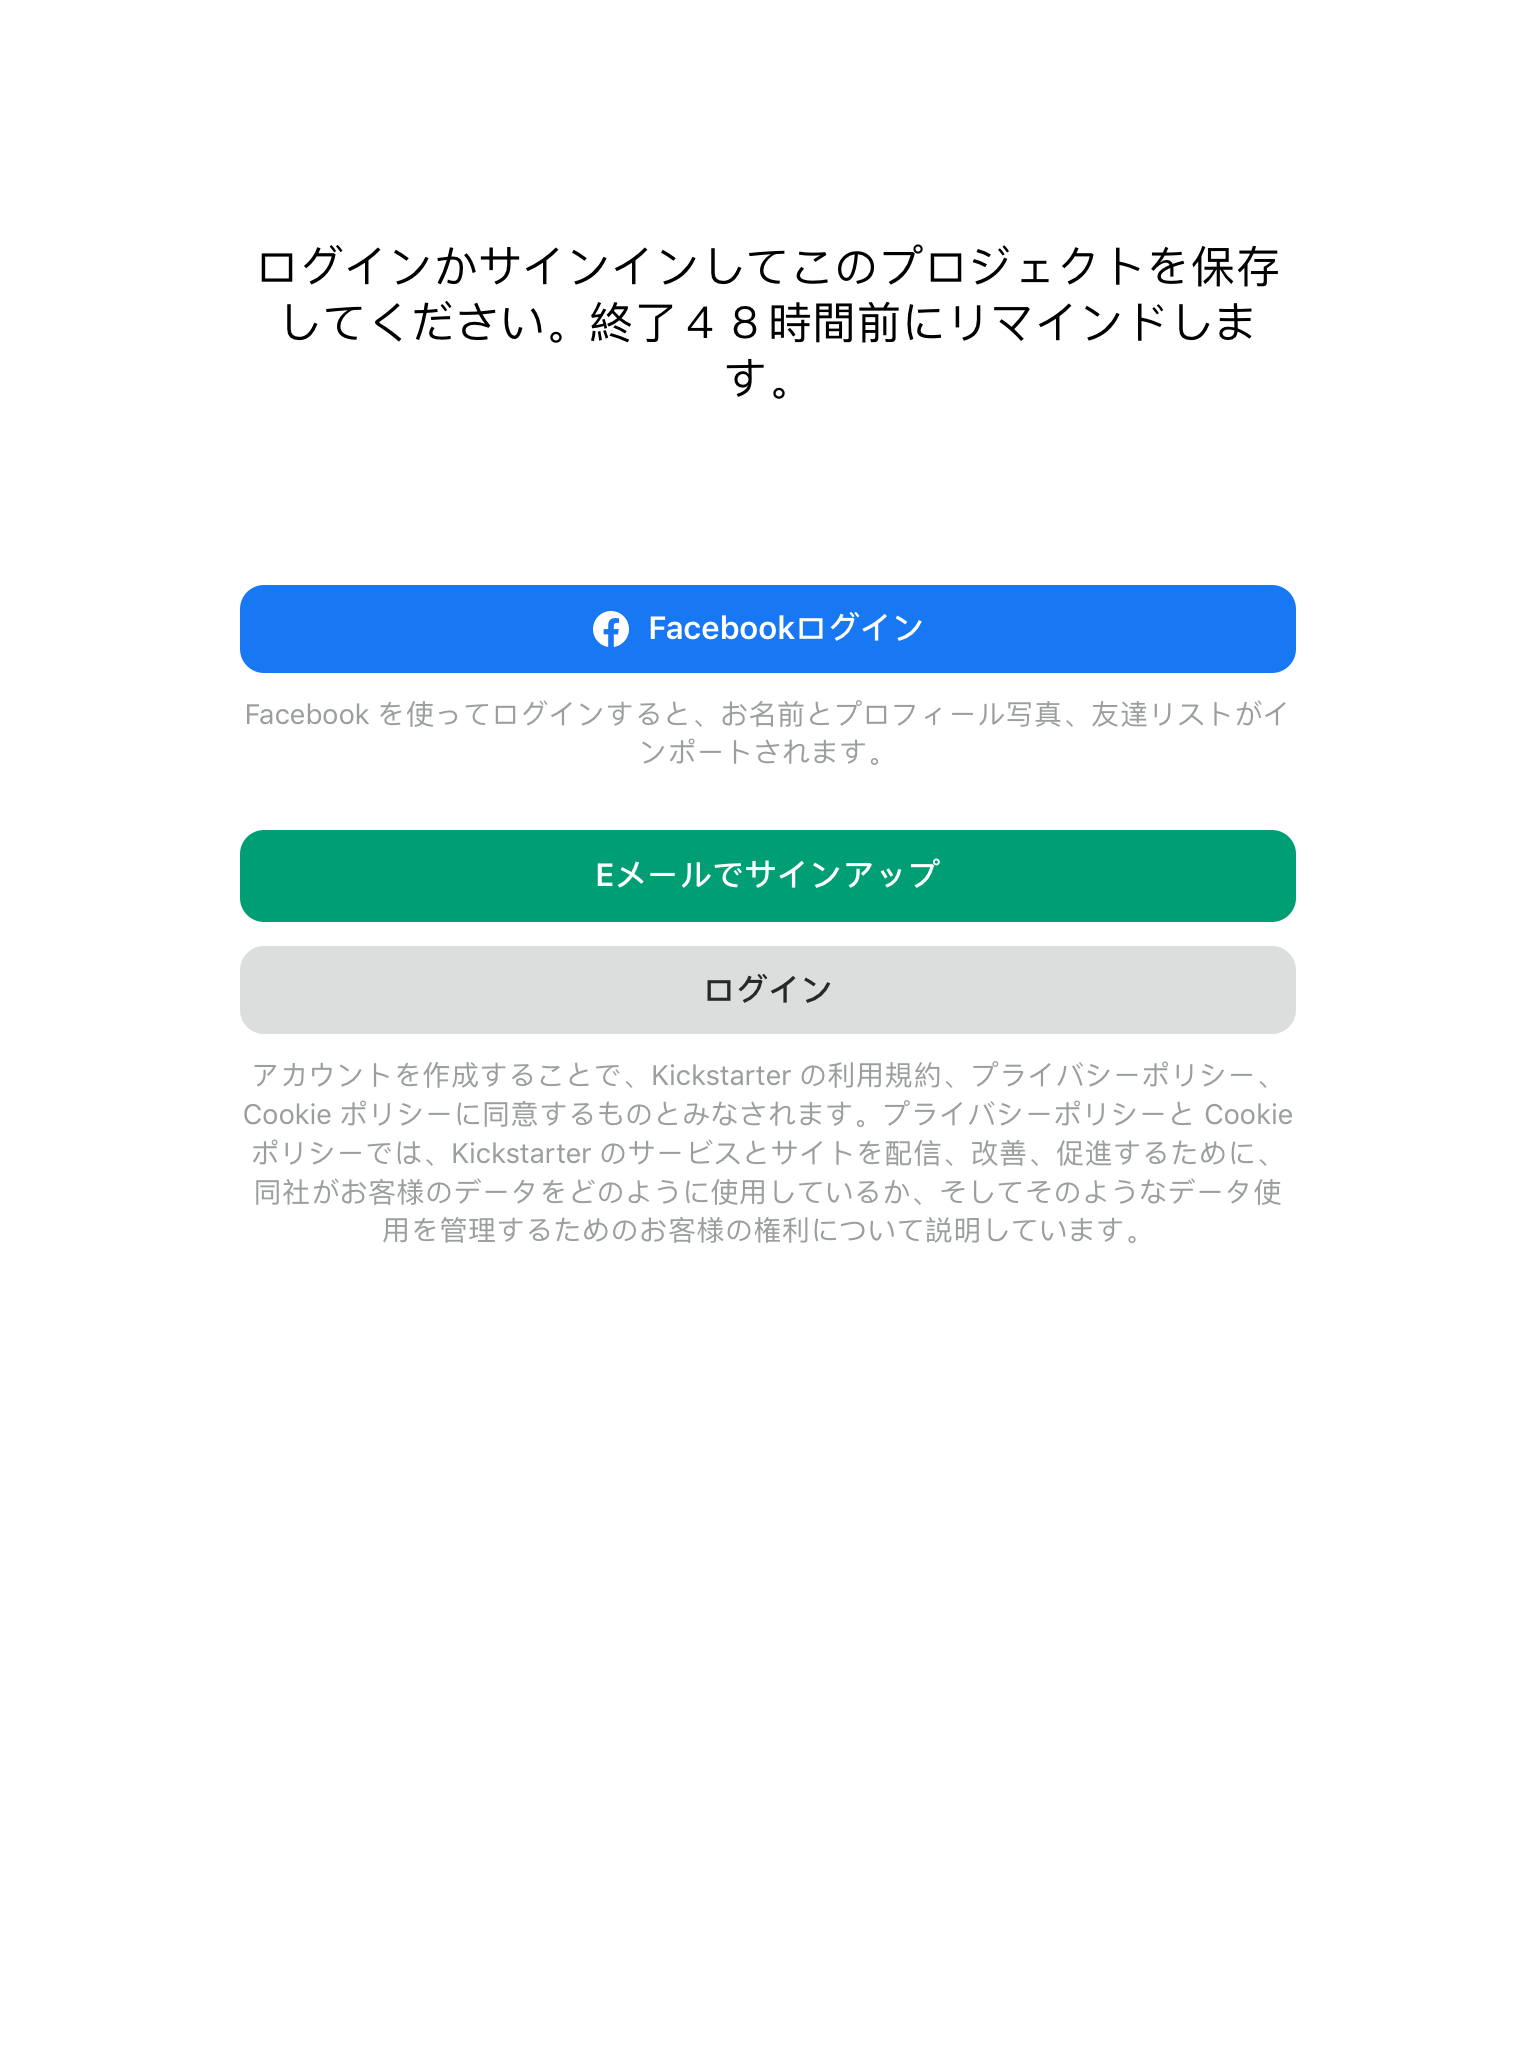 ログインかサインインしてこのプロジェクトを保存
してください。終了４８時間前にリマインドしま
す。
Facebookログイン
Facebook を使ってログインすると、お名前とプロフィール写真、友達リストがイ
ンポートされます。
Eメールでサインアップ
ログイン
アカウントを作成することで、Kickstarter の利用規約、プライバシーポリシー、
Cookie ポリシーに同意するものとみなされます。プライバシーポリシーと Cookie
ポリシーでは、Kickstarter のサービスとサイトを配信、改善、促進するために、
同社がお客様のデータをどのように使用しているか、そしてそのようなデータ使
用を管理するためのお客様の権利について説明しています。